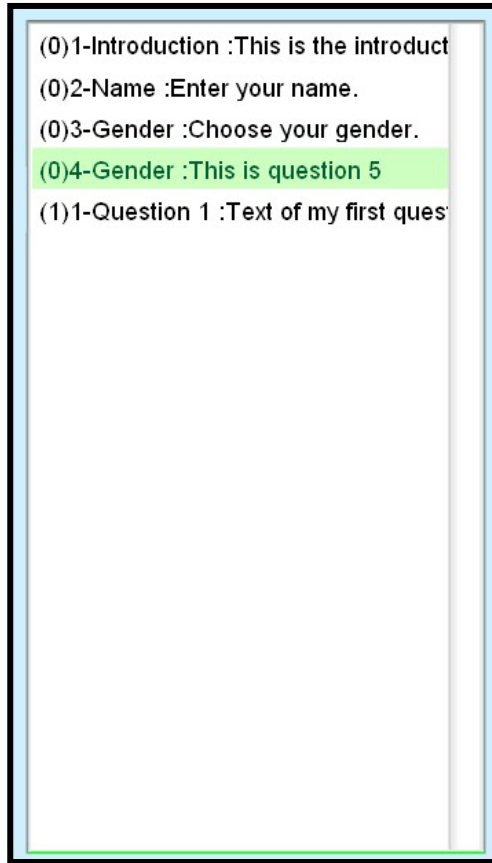 (0)1-Introduction :This is the introduct
(0)2-Name :Enter your name.
(0)3-Gender :Choose your gender.
(0)4-Gender :This is question 5
(1)1-Question 1 :Text of my first ques